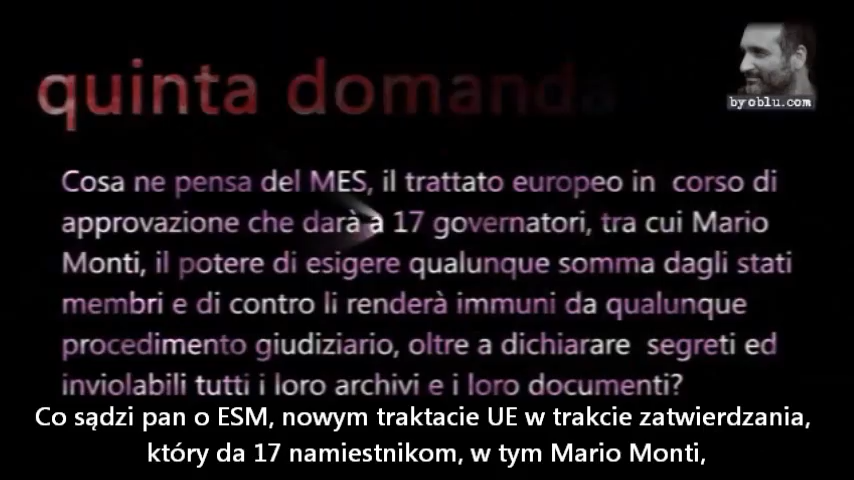 quinta domanda
byoblu.com
Cosa ne pensa del MES, il trattato europeo in corso di
approvazione che darà a 17 governatori, tra cui Mario
Monti, il potere di esigere qualunque somma dagli stati
membri e di contro li renderà immuni da qualunque
procedimento giudiziario, oltre a dichiarare segreti ed
inviolabili tutti i loro archivi e i loro documenti?
Co sądzi pan o ESM, nowym traktacie UE w trakcie zatwierdzania,
który da 17 namiestnikom, w tym Mario Monti,